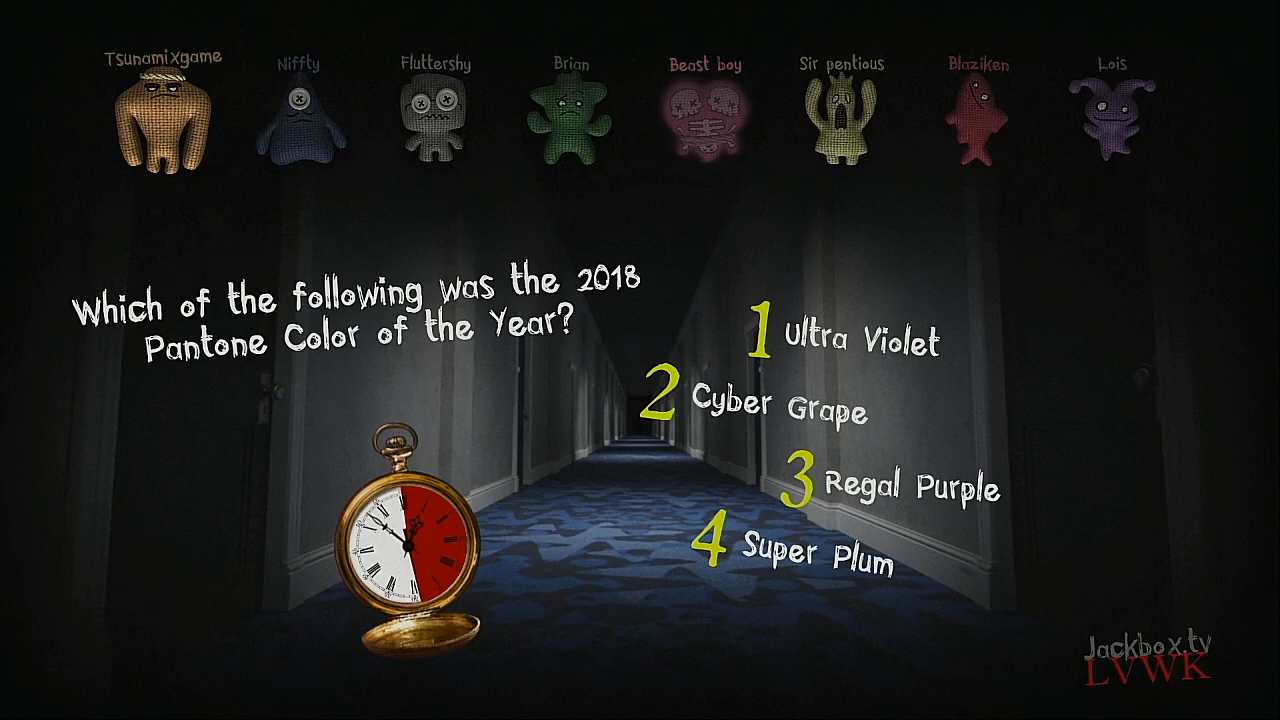 Tsunamixgame
Niffty
Fluttershy
Brian
Beast boy
Sir pentious
Blaziken
Lois
Which of the following was the 2018
Pantone Color of the Year?
1 Ultra Violet
2 Cyber Grape
3 Regal Purple
4 Super Plum
Jackbox.tv
LVWK